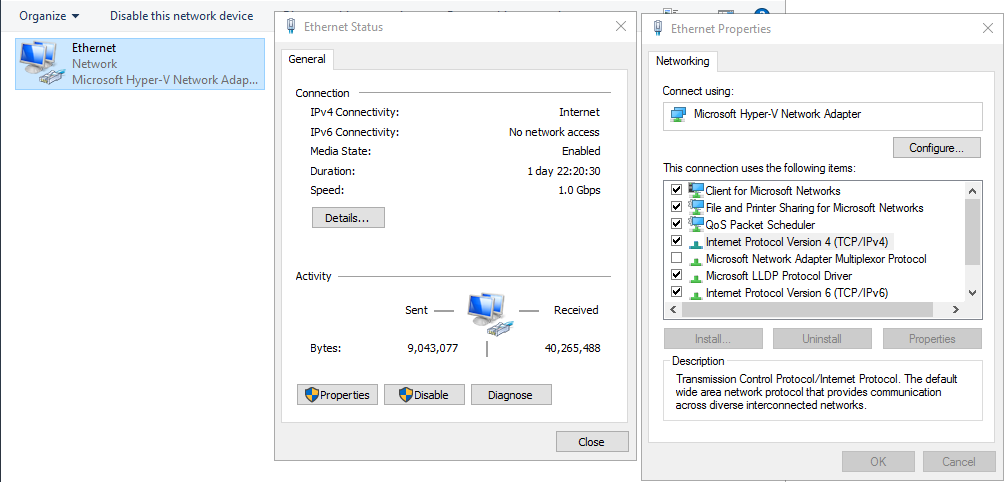 Organize
Disable this network device
Ethernet
Network
Microsoft Hyper-V Network Adap...
Ethernet Status
General
Connection
IPv4 Connectivity: Internet
IPv6 Connectivity: No network access
Media State: Enabled
Duration: 1 day 22:20:30
Speed: 1.0 Gbps
Details...
Activity
Sent
Received
Bytes: 9,043,077 40,265,488
Properties
Disable
Diagnose
Close
Ethernet Properties
Networking
Connect using:
Microsoft Hyper-V Network Adapter
Configure...
This connection uses the following items:
Client for Microsoft Networks
File and Printer Sharing for Microsoft Networks
QoS Packet Scheduler
Internet Protocol Version 4 (TCP/IPv4)
Microsoft Network Adapter Multiplexor Protocol
Microsoft LLDP Protocol Driver
Internet Protocol Version 6 (TCP/IPv6)
Install...
Uninstall
Properties
Description
Transmission Control Protocol/Internet Protocol. The default
wide area network protocol that provides communication
across diverse interconnected networks.
OK
Cancel